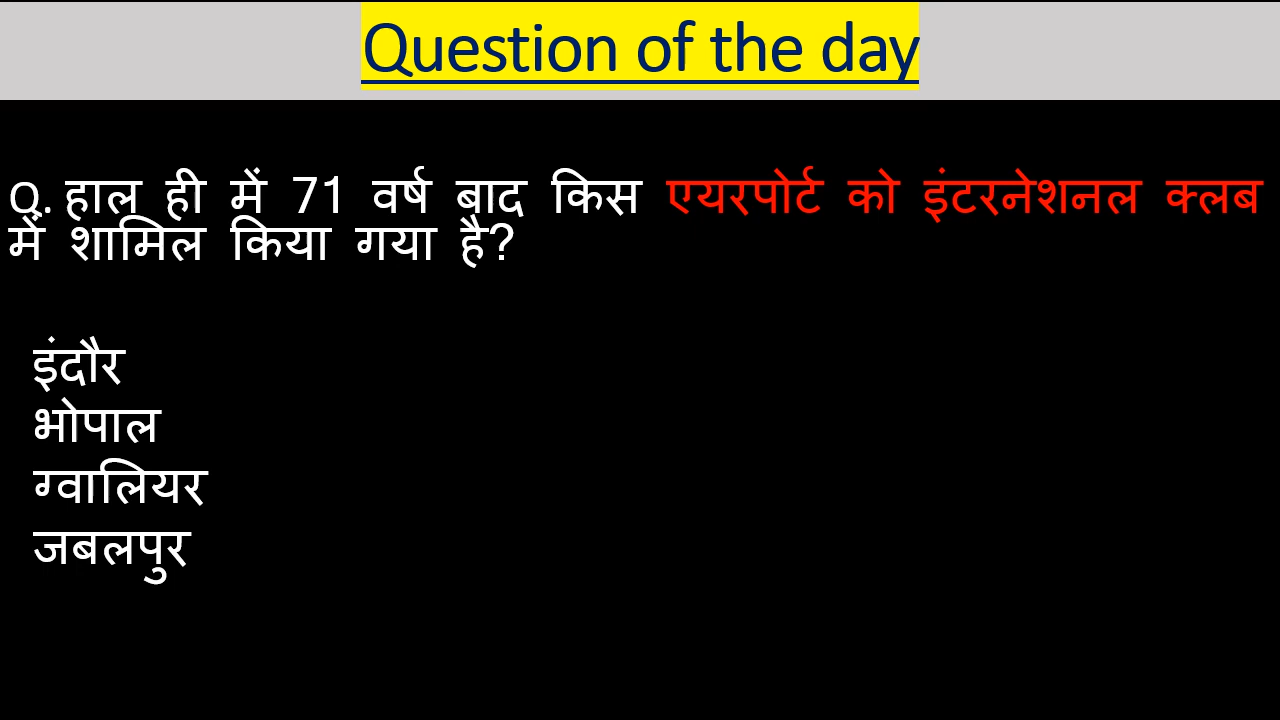 Question of the day
Q. हाल ही में 71 वर्ष बाद किस एयरपोर्ट को इंटरनेशनल क्लब
में शामिल किया गया है?
इंदौर
भोपाल
ग्वालियर
जबलपुर